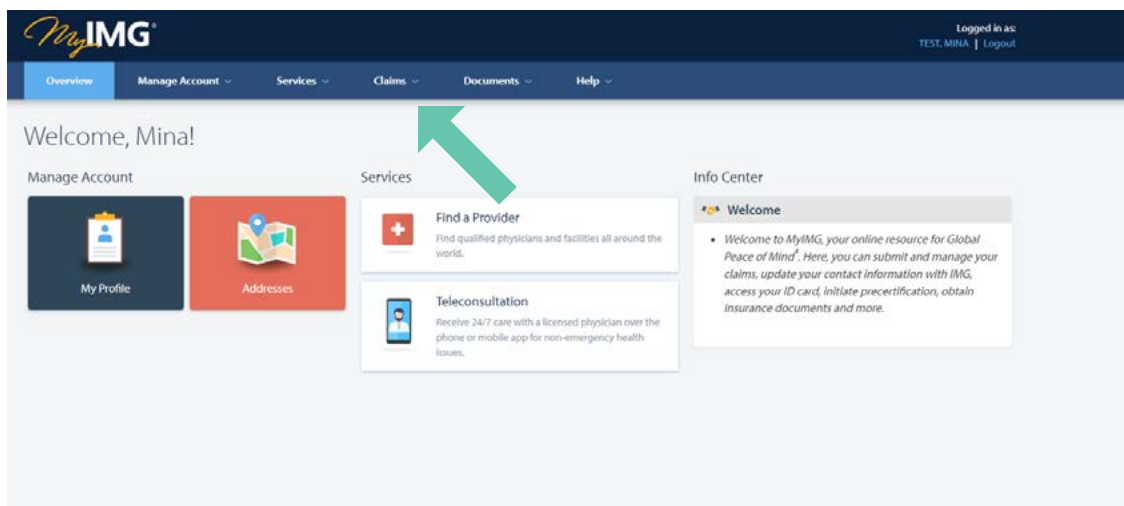 MyIMG®
Logged in as:
TEST, MINA | Logout
Overview
Manage Account
Services
Claims
Documents
Help
Welcome, Mina!
Manage Account
My Profile
Addresses
Services
Find a Provider
Find qualified physicians and facilities all around the
world.
Teleconsultation
Receive 24/7 care with a licensed physician over the
phone or mobile app for non-emergency health
issues.
Info Center
Welcome
• Welcome to MyIMG, your online resource for Global
Peace of Mind®. Here, you can submit and manage your
claims, update your contact information with IMG,
access your ID card, initiate precertification, obtain
insurance documents and more.